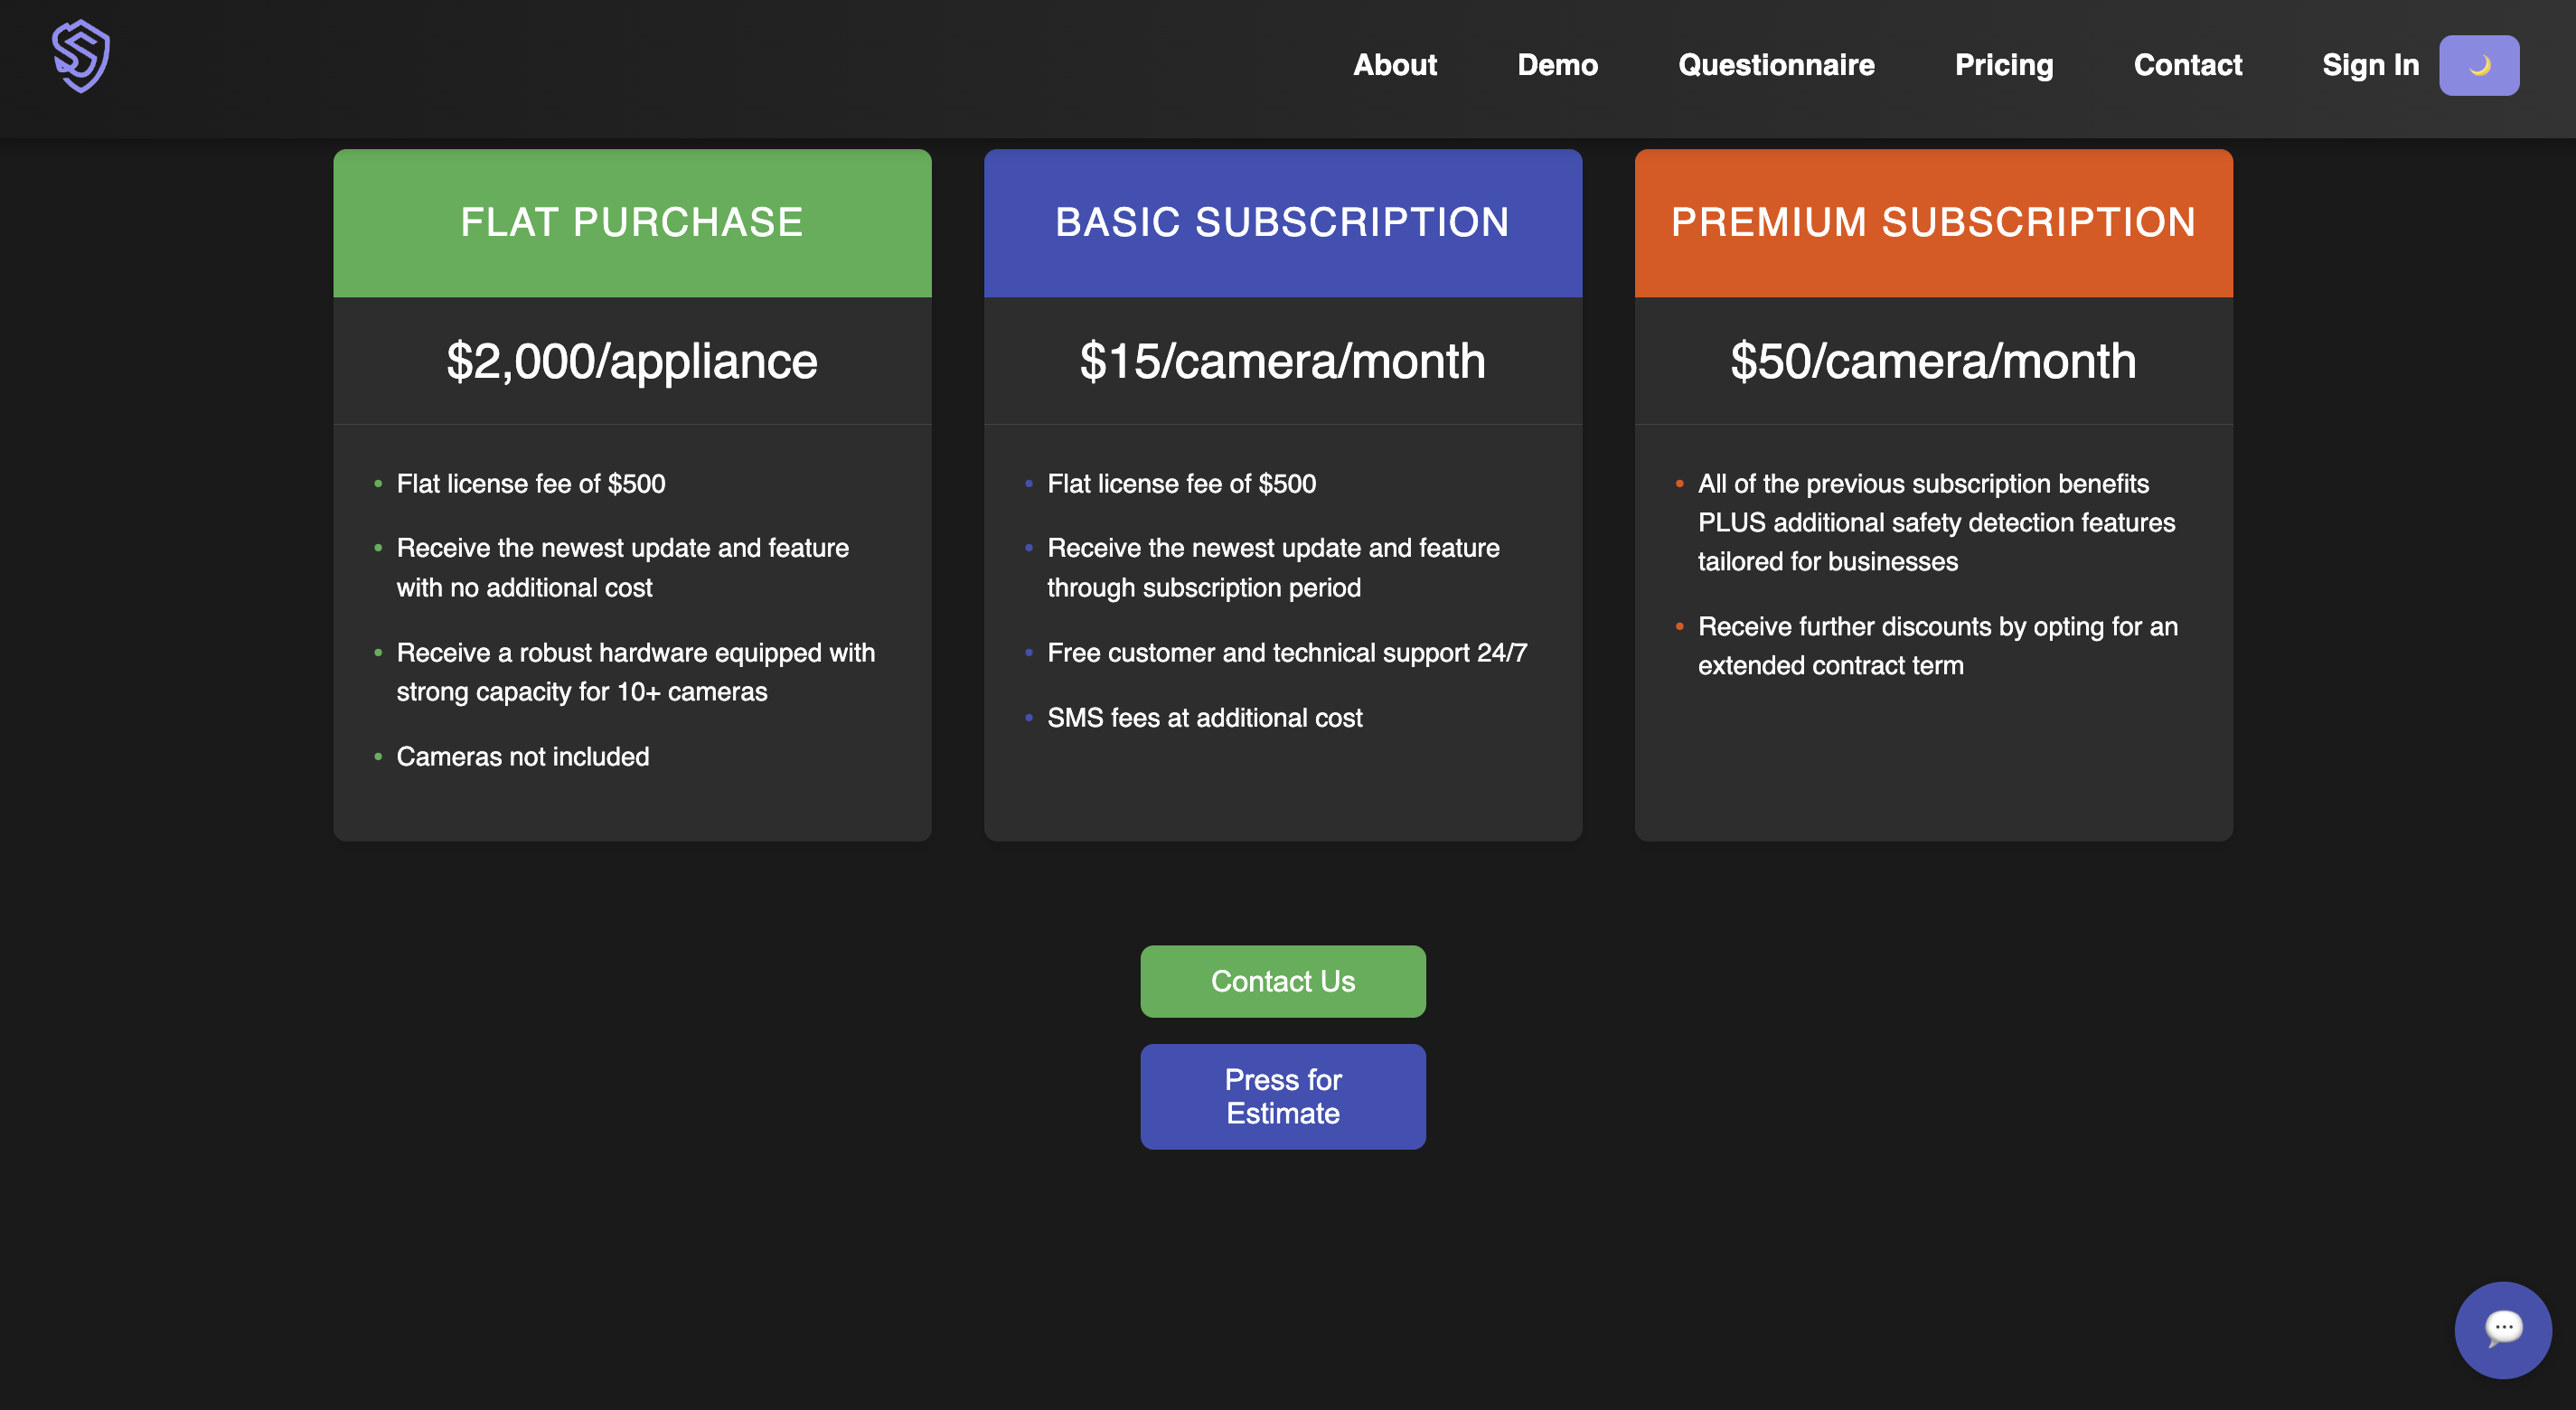 About Demo Questionnaire Pricing Contact Sign In
FLAT PURCHASE
$2,000/appliance
Flat license fee of $500
Receive the newest update and feature
with no additional cost
Receive a robust hardware equipped with
strong capacity for 10+ cameras
Cameras not included
BASIC SUBSCRIPTION
$15/camera/month
Flat license fee of $500
Receive the newest update and feature
through subscription period
Free customer and technical support 24/7
SMS fees at additional cost
PREMIUM SUBSCRIPTION
$50/camera/month
All of the previous subscription benefits
PLUS additional safety detection features
tailored for businesses
Receive further discounts by opting for an
extended contract term
Contact Us
Press for
Estimate